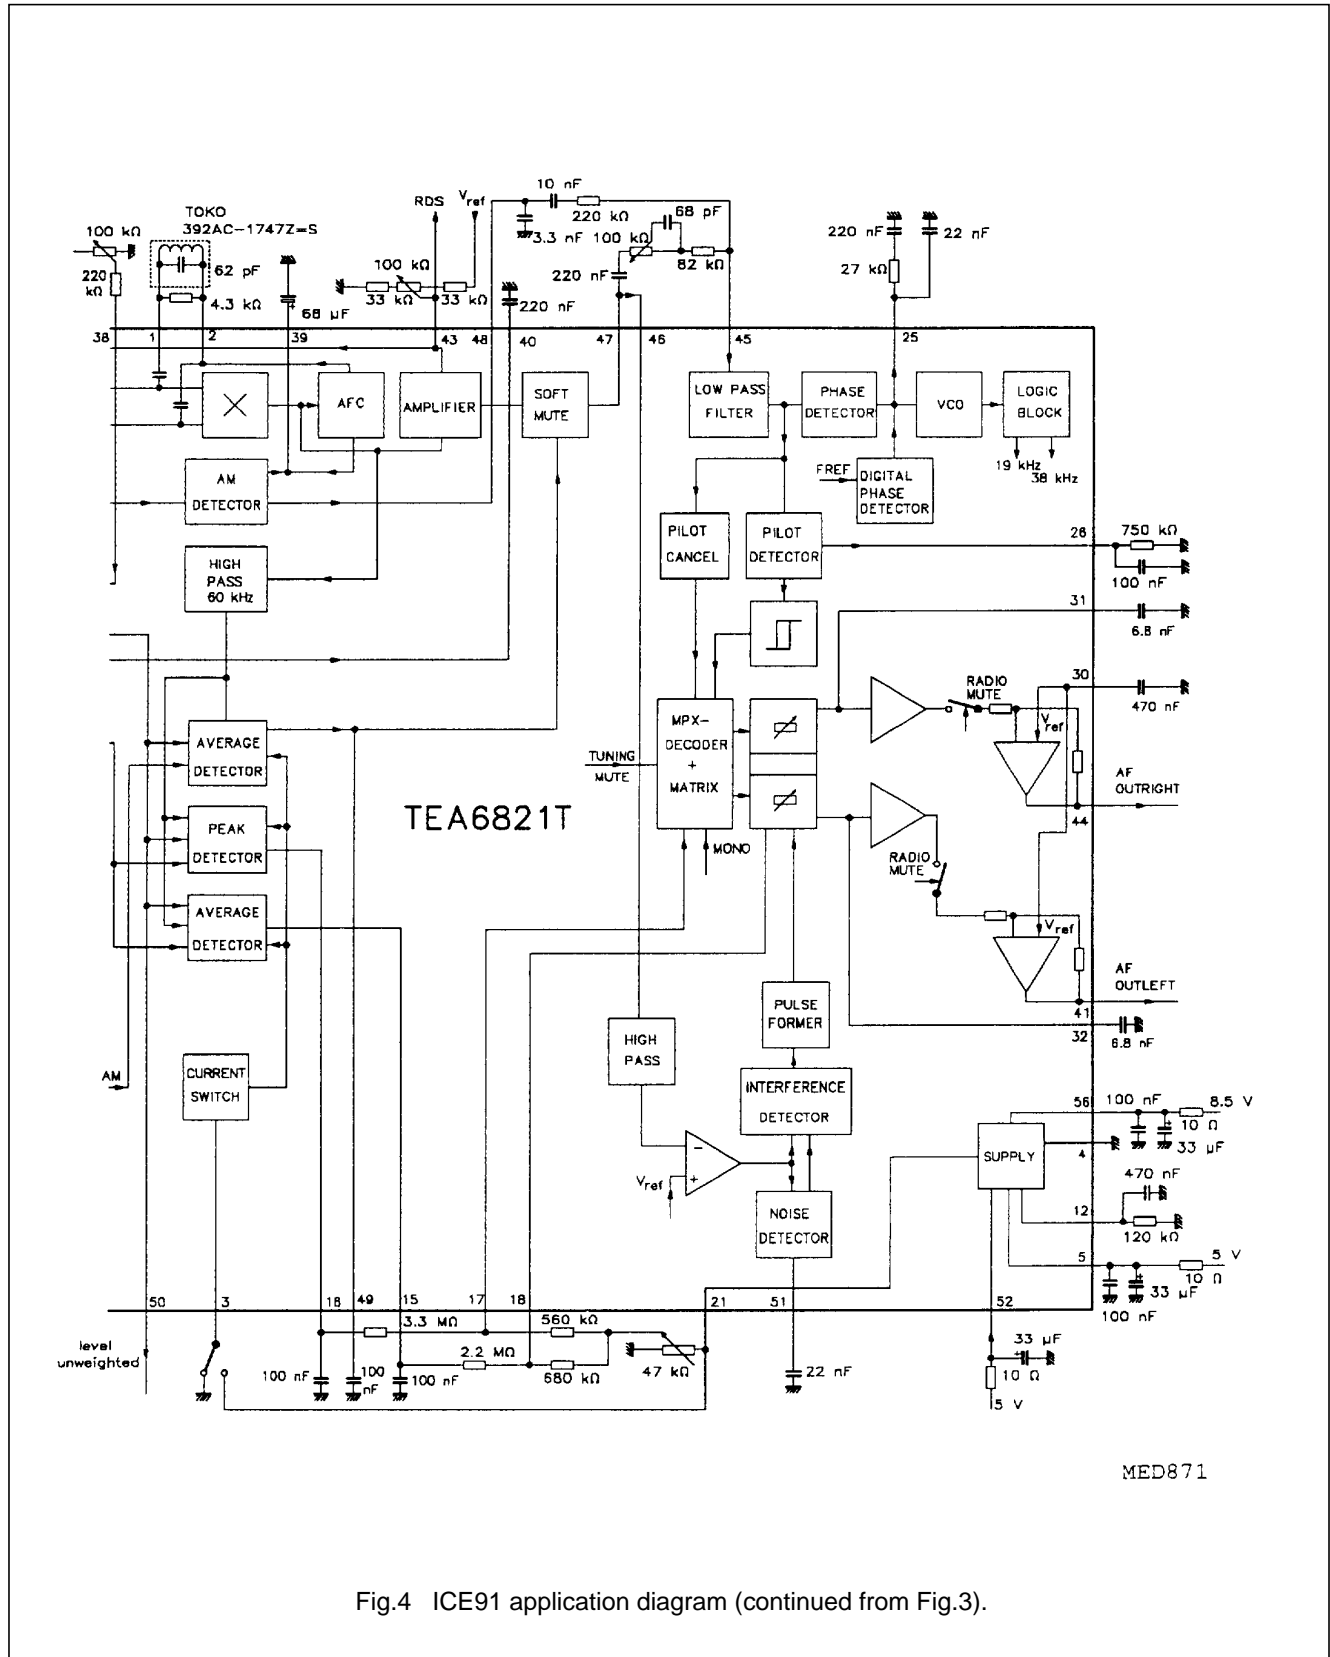 TOKO
392AC-1747Z=S
100 kΩ
220 kΩ
62 pF
4.3 kΩ
68 µF
RDS
Vref
100 kΩ
33 kΩ
33 kΩ
10 nF
220 kΩ
3.3 nF
220 nF
68 pF
100 kΩ
82 kΩ
220 nF
220 nF
22 nF
27 kΩ
38
1
2
39
43
48
40
47
46
45
25
AFC
AMPLIFIER
SOFT
MUTE
LOW PASS
FILTER
PHASE
DETECTOR
VCO
LOGIC
BLOCK
19 kHz
38 kHz
AM
DETECTOR
FREF
DIGITAL
PHASE
DETECTOR
HIGH
PASS
60 kHz
PILOT
CANCEL
PILOT
DETECTOR
26
750 kΩ
100 nF
31
6.8 nF
30
470 nF
RADIO
MUTE
Vref
AVERAGE
DETECTOR
MPX-
DECODER
+
MATRIX
TUNING
MUTE
AF
OUTRIGHT
44
TEA6821T
PEAK
DETECTOR
MONO
RADIO
MUTE
AVERAGE
DETECTOR
Vref
AF
OUTLEFT
41
32
6.8 nF
PULSE
FORMER
HIGH
PASS
AM
CURRENT
SWITCH
INTERFERENCE
DETECTOR
56
100 nF
8.5 V
10 Ω
33 µF
SUPPLY
4
470 nF
−
+
Vref
NOISE
DETECTOR
12
120 kΩ
5
5 V
10 Ω
33 µF
100 nF
50
3
16
49
15
17
18
21
51
52
level
unweighted
3.3 MΩ
560 kΩ
2.2 MΩ
680 kΩ
47 kΩ
100 nF
100 nF
100 nF
22 nF
33 µF
10 Ω
5 V
MED871
Fig.4 ICE91 application diagram (continued from Fig.3).